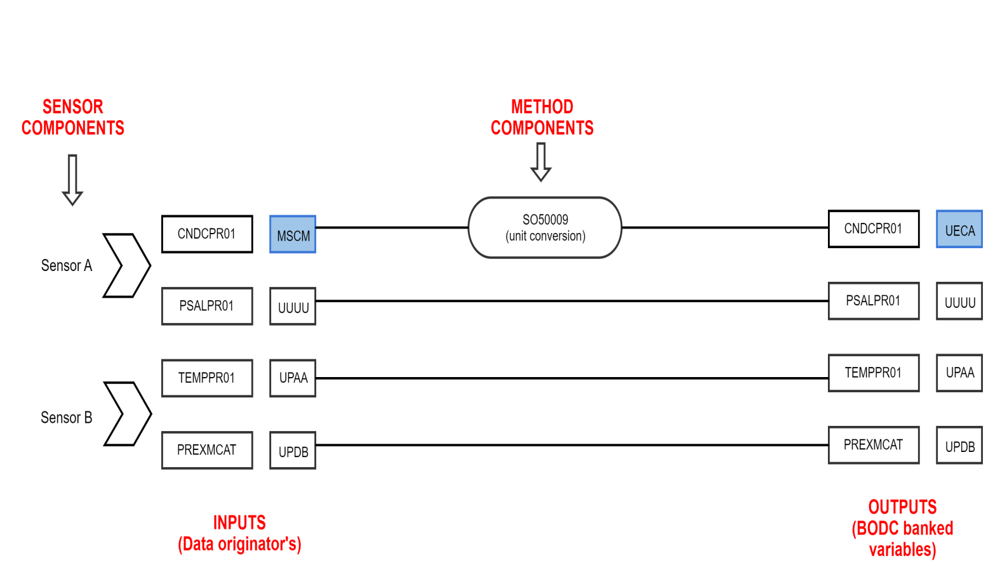 SENSOR
COMPONENTS
METHOD
COMPONENTS
Sensor A
CNDCPR01
MSCM
SO50009
(unit conversion)
CNDCPR01
UECA
PSALPR01
UUUU
PSALPR01
UUUU
Sensor B
TEMPPR01
UPAA
TEMPPR01
UPAA
PREXMCAT
UPDB
PREXMCAT
UPDB
INPUTS
(Data originator's)
OUTPUTS
(BODC banked
variables)